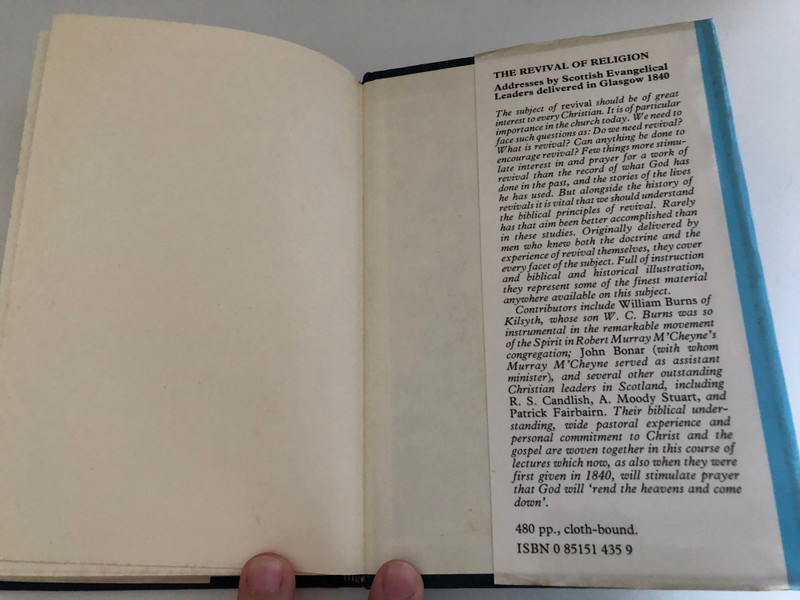 THE REVIVAL OF RELIGION
Addresses by Scottish Evangelical
Leaders delivered in Glasgow 1840
The subject of revival should be of great
interest to every Christian. It is of particular
importance in the church today. We need to
face such questions as: Do we need revival?
What is revival? Can anything be done to
encourage revival? Few things more stimu-
late interest in and prayer for a work of
revival than the record of what God has
done in the past, and the stories of the lives
he has used. But alongside the history of
revivals it is vital that we should understand
the biblical principles of revival. Rarely
has that aim been better accomplished than
in these studies. Originally delivered by
men who knew both the doctrine and the
experience of revival themselves, they cover
every facet of the subject. Full of instruction
and biblical and historical illustration,
they represent some of the finest material
anywhere available on this subject.
Contributors include William Burns of
Kilsyth, whose son W. C. Burns was so
instrumental in the remarkable movement
of the Spirit in Robert Murray M'Cheyne's
congregation; John Bonar (with whom
Murray M'Cheyne served as assistant
minister), and several other outstanding
Christian leaders in Scotland, including
R. S. Candlish, A. Moody Stuart, and
Patrick Fairbairn. Their biblical under-
standing, wide pastoral experience and
personal commitment to Christ and the
gospel are woven together in this course of
lectures which now, as also when they were
first given in 1840, will stimulate prayer
that God will 'rend the heavens and come
down'.
480 pp., cloth-bound.
ISBN 0 85151 435 9